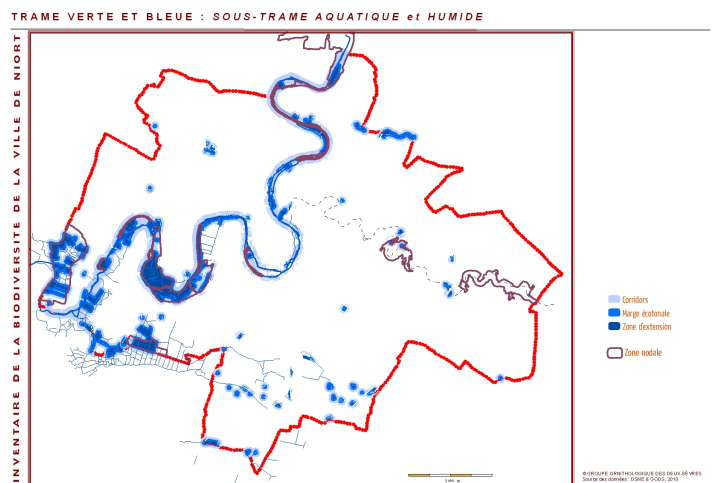 TRAME VERTE ET BLEUE : SOUS-TRAME AQUATIQUE et HUMIDE
INVENTAIRE DE LA BIODIVERSITE DE LA VILLE DE NIORT
Corridors
Marge écotonale
Zone d'extension
Zone nodale
©GROUPE ORNITHOLOGIQUE DES DEUX-SÈVRES
Source des données : DSNE & GODS, 2010